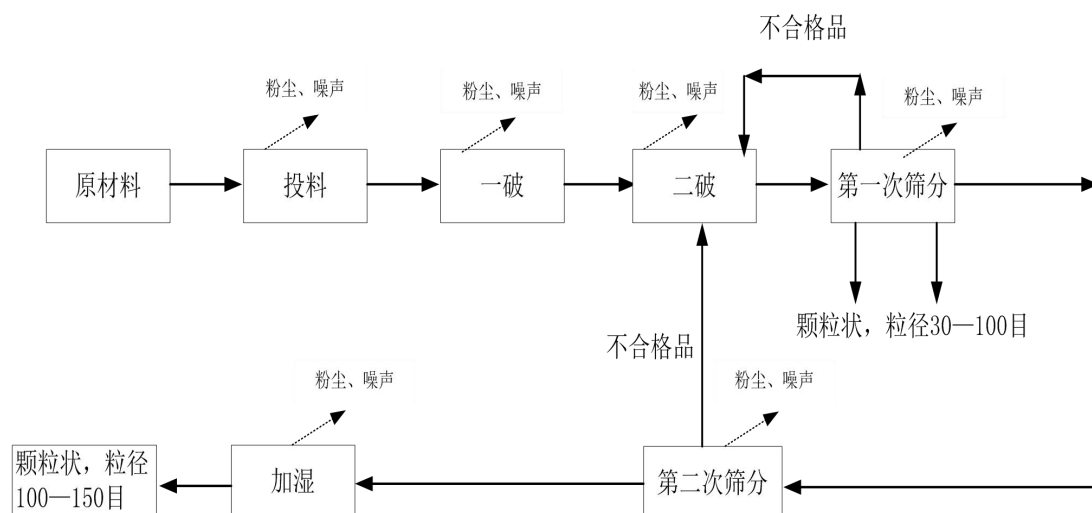 不合格品
粉尘、噪声
粉尘、噪声
粉尘、噪声
粉尘、噪声
原材料
投料
一破
二破
第一次筛分
颗粒状，粒径30—100目
不合格品
粉尘、噪声
粉尘、噪声
颗粒状，粒径
100—150目
加湿
第二次筛分